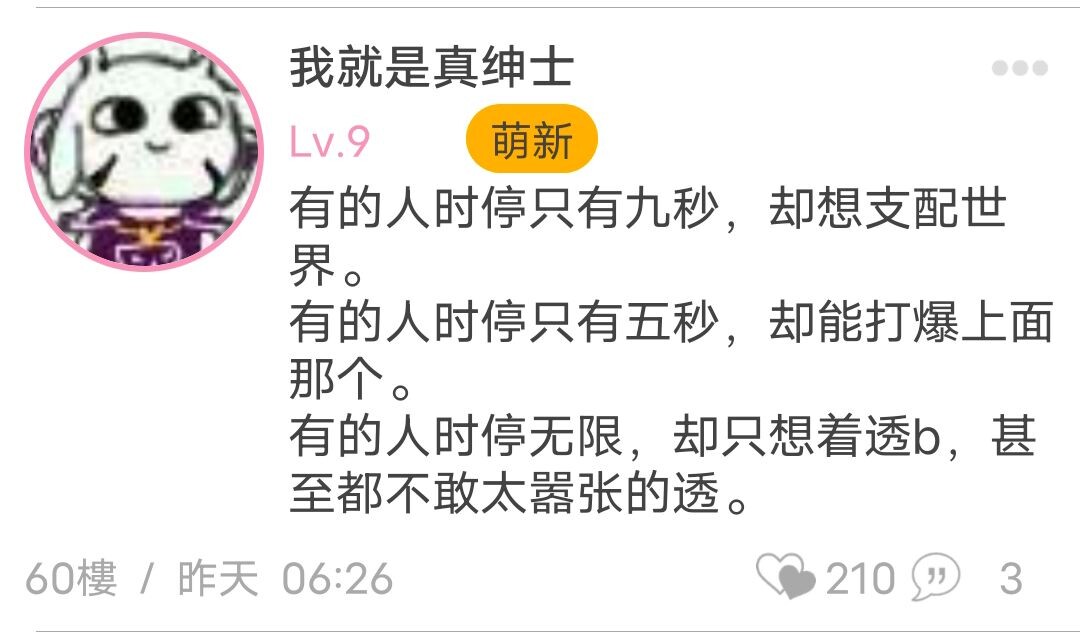 我就是真绅士
Lv.9 萌新
有的人时停只有九秒，却想支配世
界。
有的人时停只有五秒，却能打爆上面
那个。
有的人时停无限，却只想着透b，甚
至都不敢太嚣张的透。
60樓 / 昨天 06:26 210 3